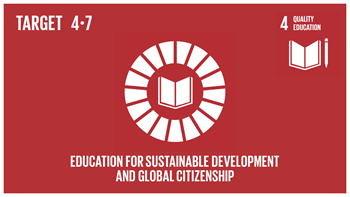 TARGET 4·7
4 QUALITY
EDUCATION
EDUCATION FOR SUSTAINABLE DEVELOPMENT
AND GLOBAL CITIZENSHIP